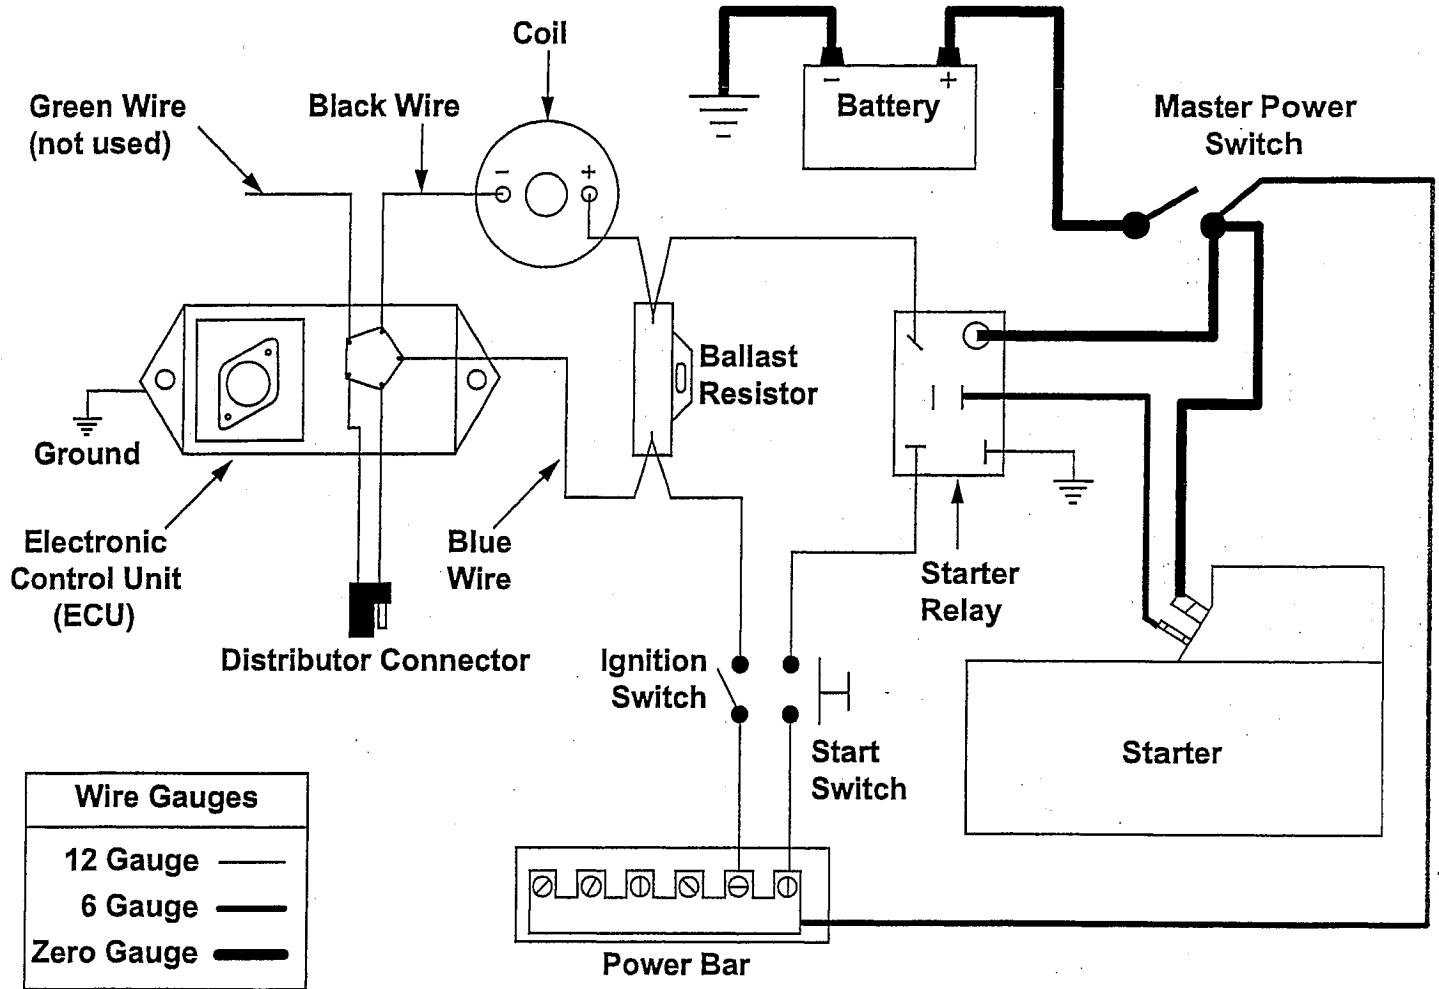 Coil
Green Wire
(not used)
Black Wire
- +
Battery
Master Power
Switch
- +
Ballast
Resistor
Ground
Electronic
Control Unit
(ECU)
Blue
Wire
Starter
Relay
Distributor Connector
Ignition
Switch
Start
Switch
Starter
Wire Gauges
12 Gauge
6 Gauge
Zero Gauge
Power Bar